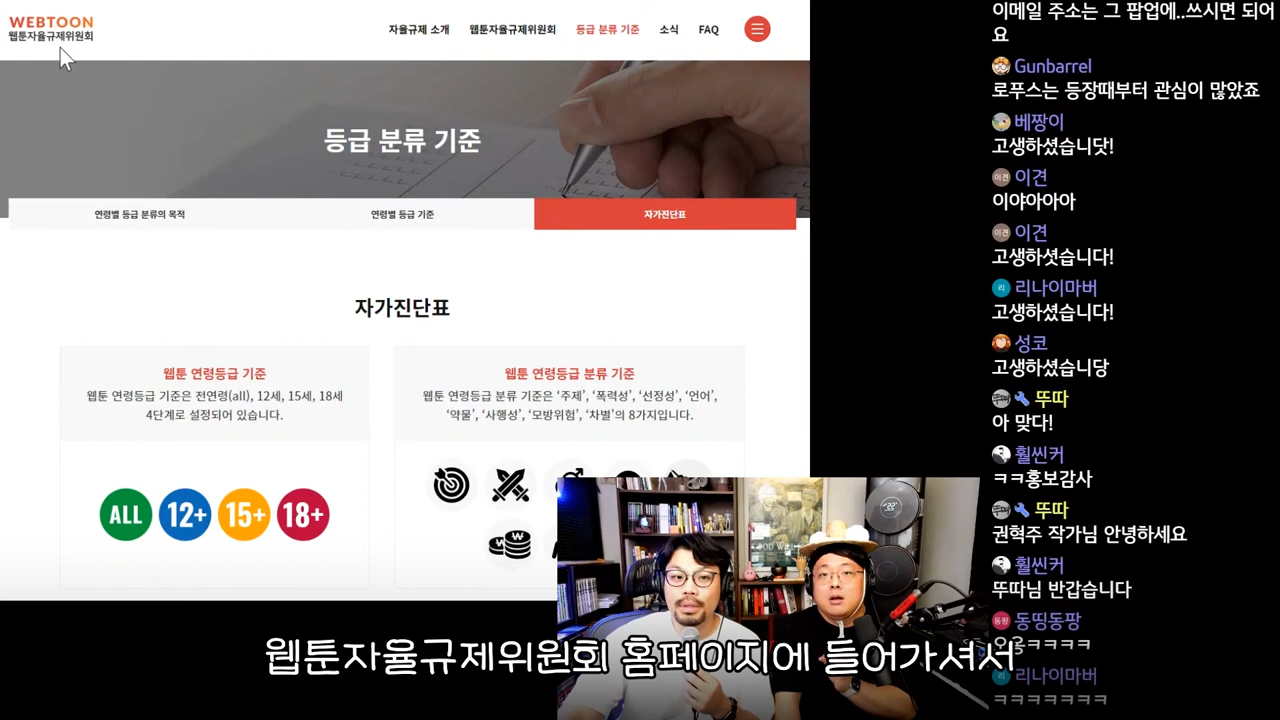 WEBTOON
웹툰자율규제위원회
자율규제 소개
웹툰자율규제위원회
등급 분류 기준
소식
FAQ
등급 분류 기준
연령별 등급 분류의 목적
연령별 등급 기준
자가진단표
자가진단표
웹툰 연령등급 기준
웹툰 연령등급 기준은 전연령(all), 12세, 15세, 18세
4단계로 설정되어 있습니다.
ALL
12+
15+
18+
웹툰 연령등급 분류 기준
웹툰 연령등급 분류 기준은 ‘주제’, ‘폭력성’, ‘선정성’, ‘언어’,
‘약물’, ‘사행성’, ‘모방위험’, ‘차별’의 8가지입니다.
웹툰자율규제위원회 홈페이지에 들어가셔서
이메일 주소는 그 팝업에..쓰시면 되어
요
Gunbarrel
로푸스는 등장때부터 관심이 많았죠
베짱이
고생하셨습니닷!
이견
이견
이야아아아
이견
이견
고생하셧습니다!
리
리나이마버
고생하셨습니다!
성코
고생하셨습니당
뚜따
아 맞다!
훨씬커
ㅋㅋ홍보감사
뚜따
권혁주 작가님 안녕하세요
훨씬커
뚜따님 반갑습니다
동띵
동띵동팡
ㅋㅋㅋㅋ
리나이마버
ㅋㅋㅋㅋㅋㅋㅋ